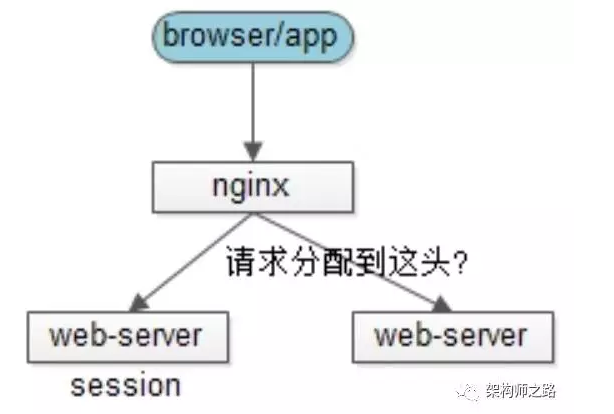 browser/app
nginx
请求分配到这头?
web-server
web-server
session
架构师之路